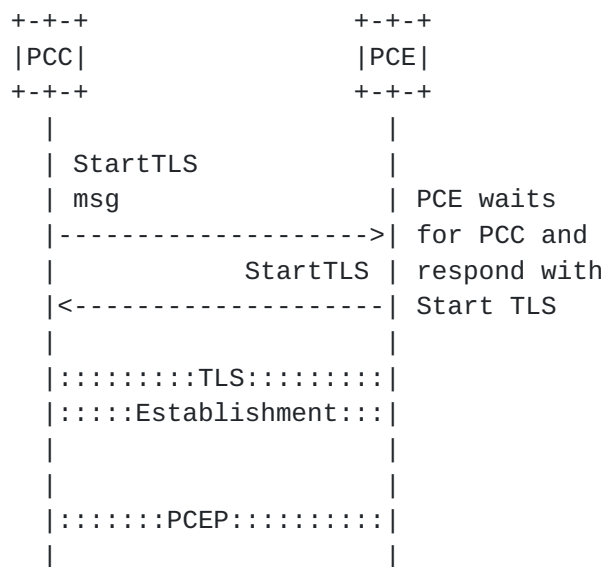 +-+-+                 +-+-+
|PCC|                 |PCE|
+-+-+                 +-+-+
  |                     |
  | StartTLS            |
  | msg                 | PCE waits
  |-------------------->| for PCC and
  |            StartTLS | respond with
  |<--------------------| Start TLS
  |                     |
  |:::::::::TLS:::::::::|
  |:::::Establishment:::|
  |                     |
  |                     |
  |:::::::PCEP::::::::::|
  |                     |